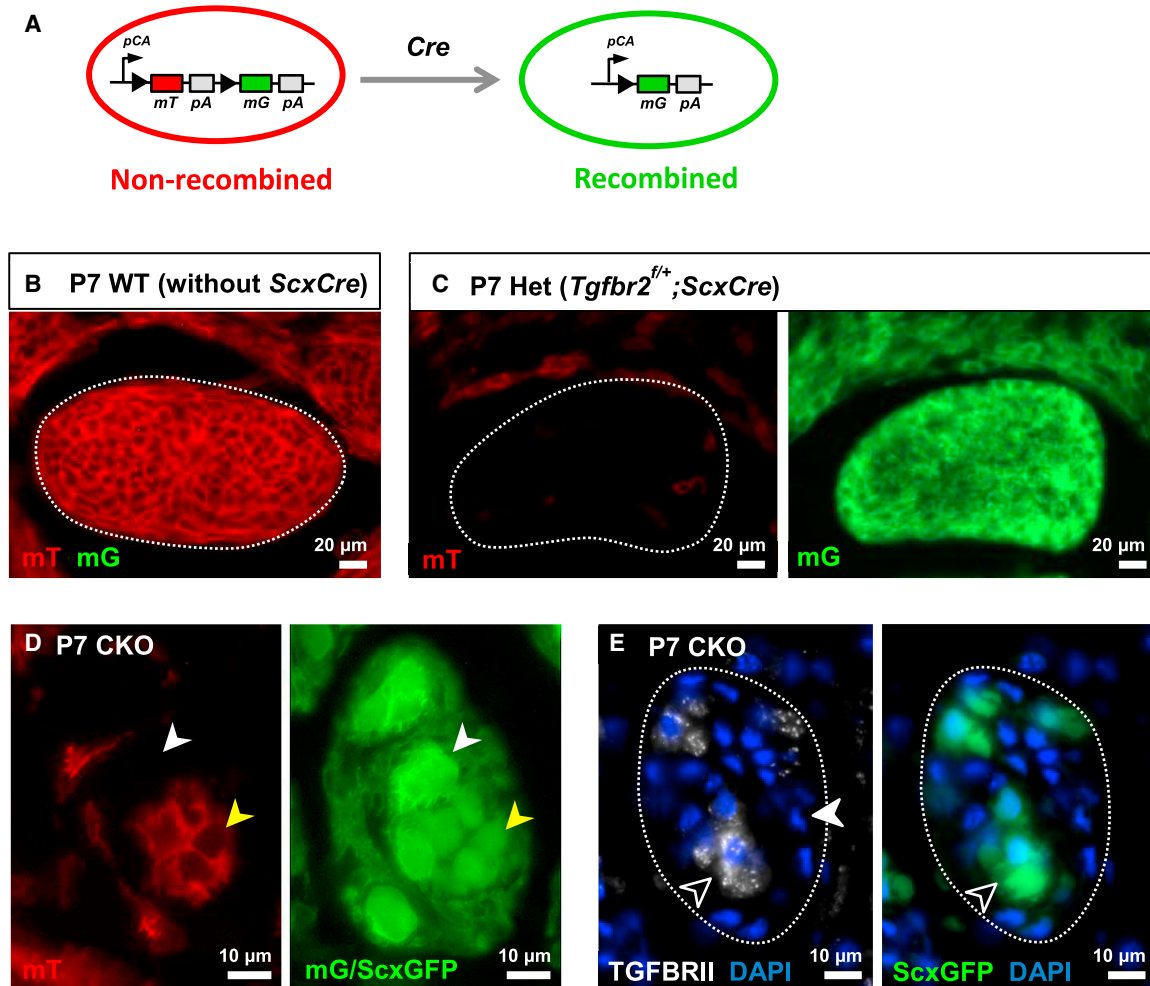 A
pCA
mT pA mG pA
Cre
pCA
mG pA
Non-recombined
Recombined
B P7 WT (without ScxCre)
C P7 Het (Tgfbr2f/+;ScxCre)
mT mG
20 µm
mT
20 µm
mG
20 µm
D P7 CKO
mT
10 µm
mG/ScxGFP
10 µm
E P7 CKO
TGFBRII DAPI
10 µm
ScxGFP DAPI
10 µm